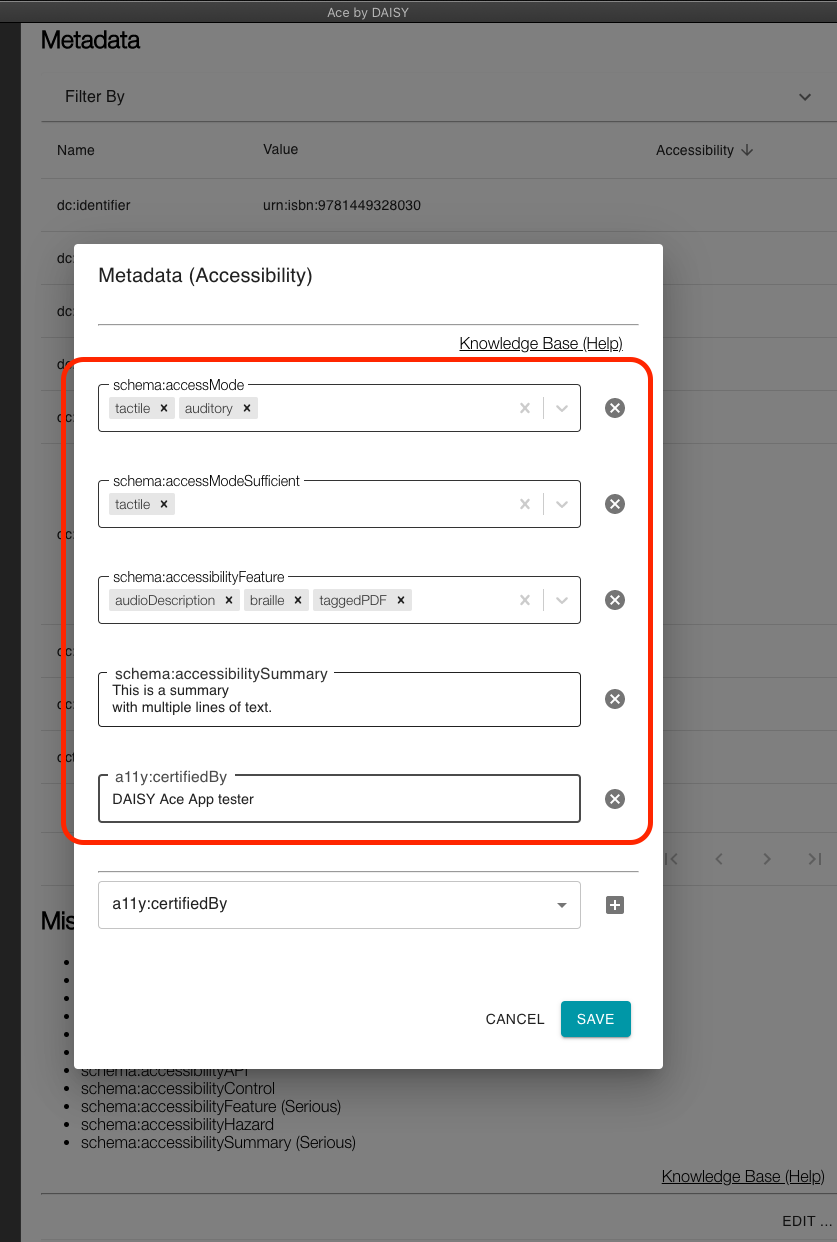 Ace by DAISY
Metadata
Filter By
Name Value Accessibility
dc:identifier urn:isbn:9781449328030
Metadata (Accessibility)
Knowledge Base (Help)
schema:accessMode
tactile auditory
schema:accessModeSufficient
tactile
schema:accessibilityFeature
audioDescription braille taggedPDF
schema:accessibilitySummary
This is a summary
with multiple lines of text.
a11y:certifiedBy
DAISY Ace App tester
a11y:certifiedBy
CANCEL SAVE
schema:accessibilityAPI
schema:accessibilityControl
schema:accessibilityFeature (Serious)
schema:accessibilityHazard
schema:accessibilitySummary (Serious)
Knowledge Base (Help)
EDIT ...